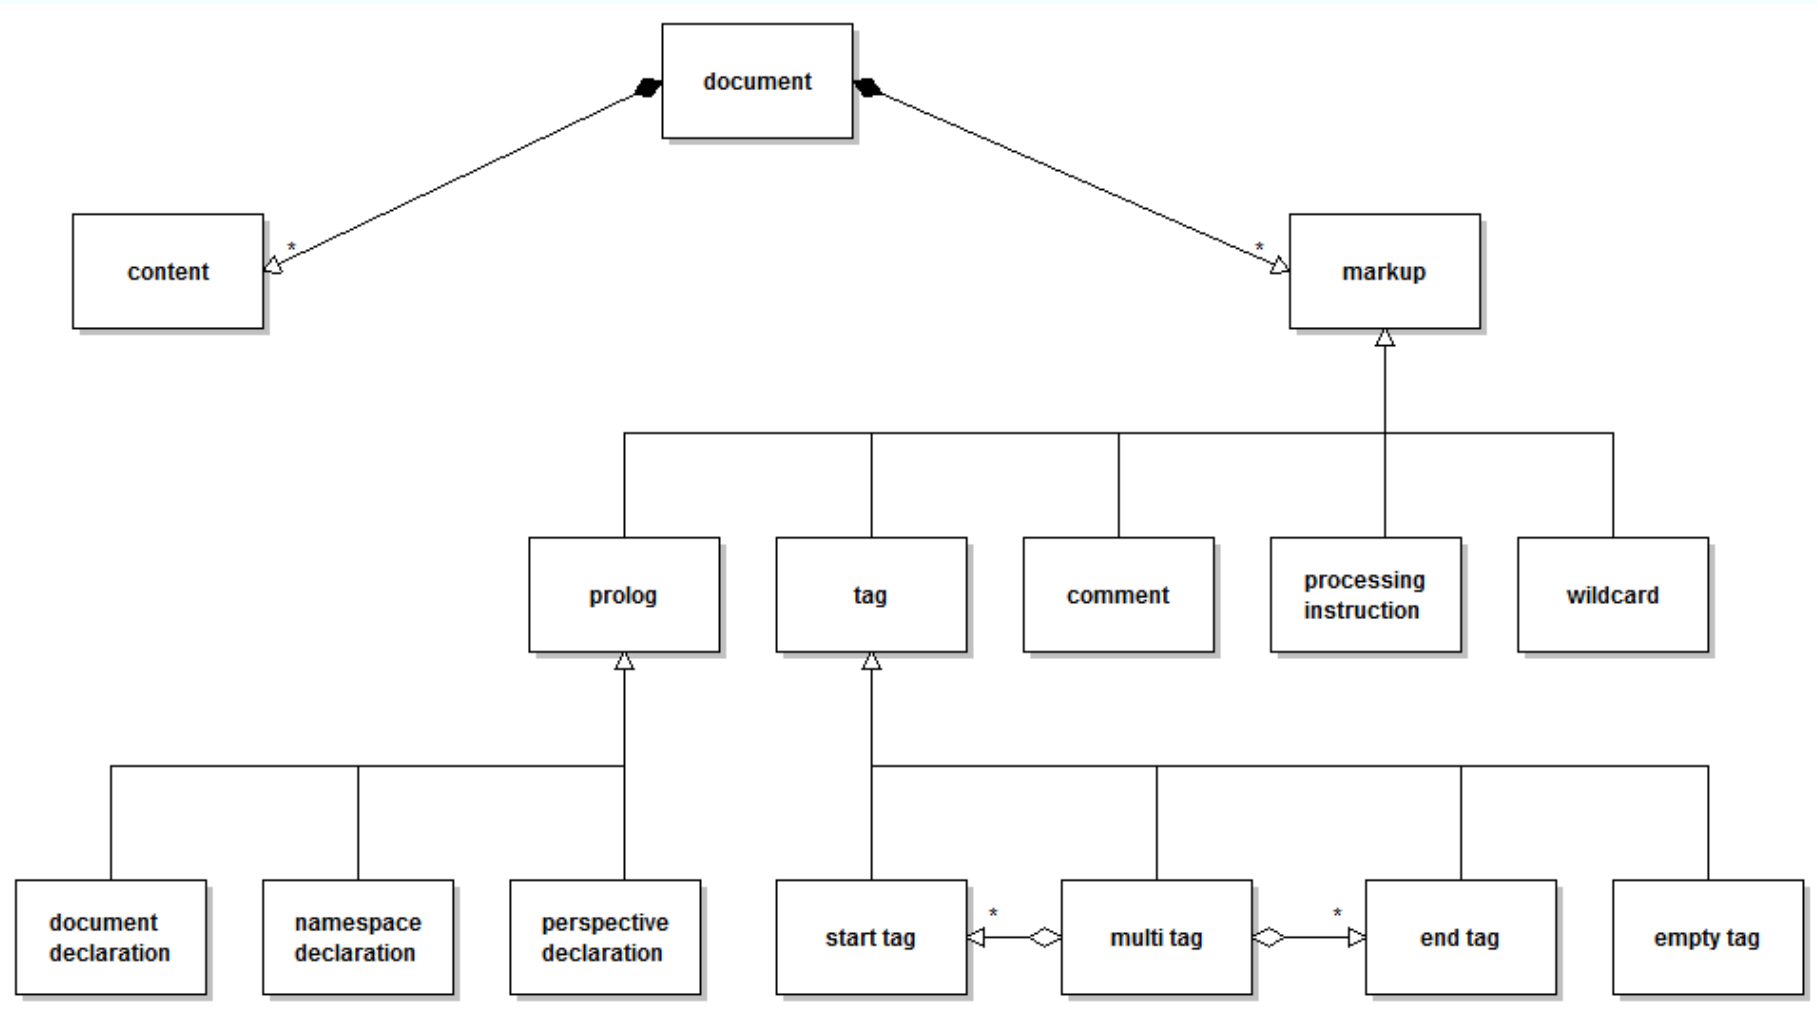 document
*
*
content
markup
prolog
tag
comment
processing
instruction
wildcard
document
declaration
namespace
declaration
perspective
declaration
start tag
*
multi tag
*
end tag
empty tag